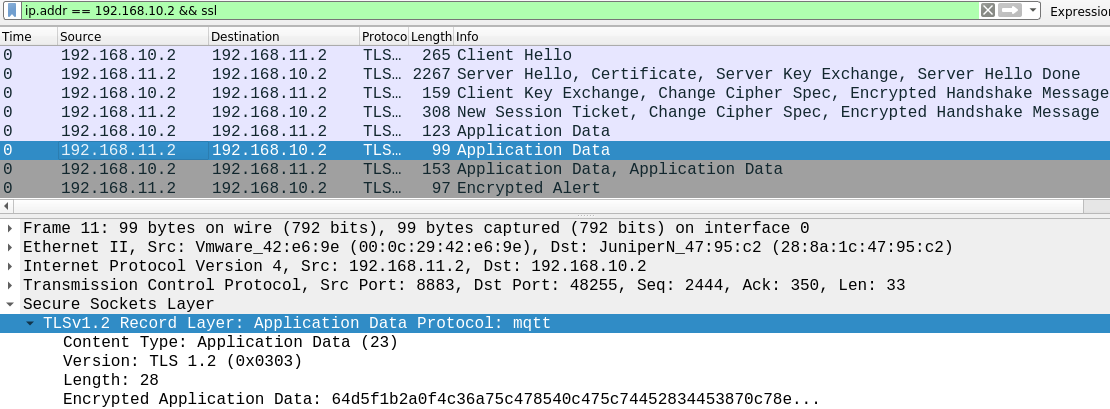 ip.addr == 192.168.10.2 && ssl Expression
Time Source Destination Protoco Length Info
0 192.168.10.2 192.168.11.2 TLS… 265 Client Hello
0 192.168.11.2 192.168.10.2 TLS… 2267 Server Hello, Certificate, Server Key Exchange, Server Hello Done
0 192.168.10.2 192.168.11.2 TLS… 159 Client Key Exchange, Change Cipher Spec, Encrypted Handshake Message
0 192.168.11.2 192.168.10.2 TLS… 308 New Session Ticket, Change Cipher Spec, Encrypted Handshake Message
0 192.168.10.2 192.168.11.2 TLS… 123 Application Data
0 192.168.11.2 192.168.10.2 TLS… 99 Application Data
0 192.168.10.2 192.168.11.2 TLS… 153 Application Data, Application Data
0 192.168.11.2 192.168.10.2 TLS… 97 Encrypted Alert
Frame 11: 99 bytes on wire (792 bits), 99 bytes captured (792 bits) on interface 0
Ethernet II, Src: Vmware_42:e6:9e (00:0c:29:42:e6:9e), Dst: JuniperN_47:95:c2 (28:8a:1c:47:95:c2)
Internet Protocol Version 4, Src: 192.168.11.2, Dst: 192.168.10.2
Transmission Control Protocol, Src Port: 8883, Dst Port: 48255, Seq: 2444, Ack: 350, Len: 33
Secure Sockets Layer
TLSv1.2 Record Layer: Application Data Protocol: mqtt
Content Type: Application Data (23)
Version: TLS 1.2 (0x0303)
Length: 28
Encrypted Application Data: 64d5f1b2a0f4c36a75c478540c475c74452834453870c78e...